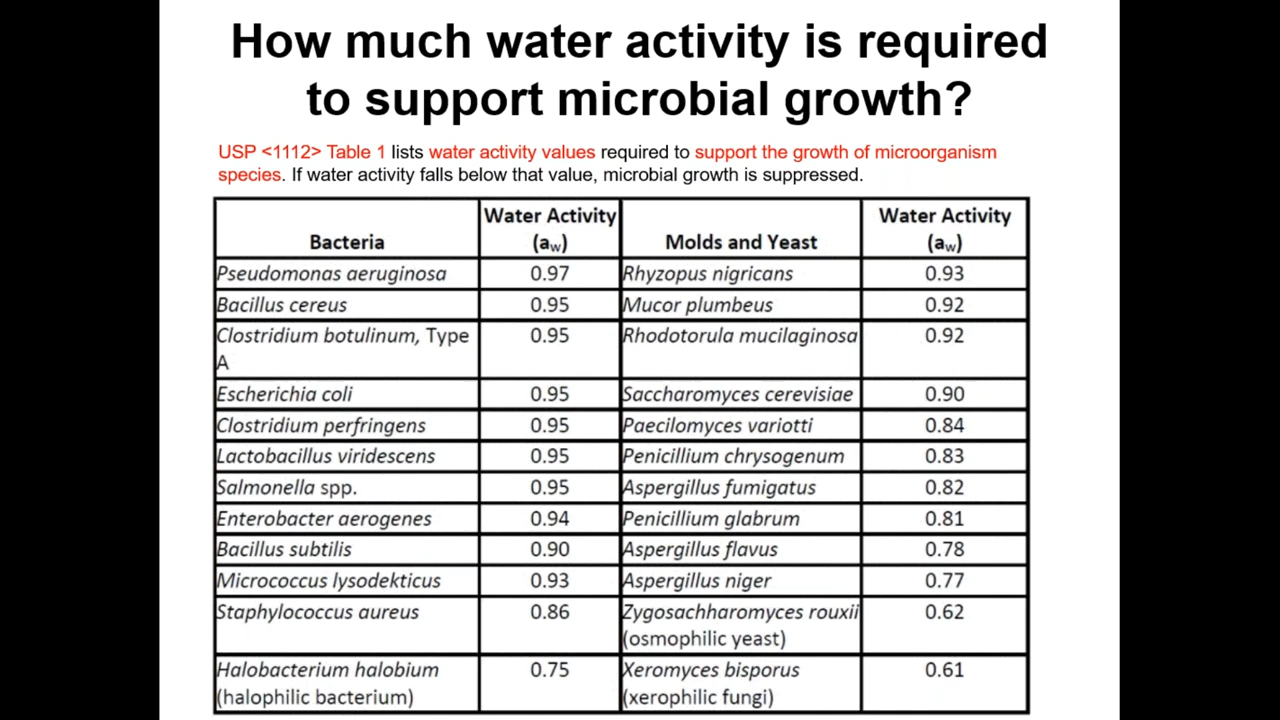 How much water activity is required
to support microbial growth?
USP <1112> Table 1 lists water activity values required to support the growth of microorganism
species. If water activity falls below that value, microbial growth is suppressed.
Bacteria Water Activity (aw) Molds and Yeast Water Activity (aw)
Pseudomonas aeruginosa 0.97 Rhyzopus nigricans 0.93
Bacillus cereus 0.95 Mucor plumbeus 0.92
Clostridium botulinum, Type A 0.95 Rhodotorula mucilaginosa 0.92
Escherichia coli 0.95 Saccharomyces cerevisiae 0.90
Clostridium perfringens 0.95 Paecilomyces variotti 0.84
Lactobacillus viridescens 0.95 Penicillium chrysogenum 0.83
Salmonella spp. 0.95 Aspergillus fumigatus 0.82
Enterobacter aerogenes 0.94 Penicillium glabrum 0.81
Bacillus subtilis 0.90 Aspergillus flavus 0.78
Micrococcus lysodekticus 0.93 Aspergillus niger 0.77
Staphylococcus aureus 0.86 Zygosachharomyces rouxii (osmophilic yeast) 0.62
Halobacterium halobium (halophilic bacterium) 0.75 Xeromyces bisporus (xerophilic fungi) 0.61